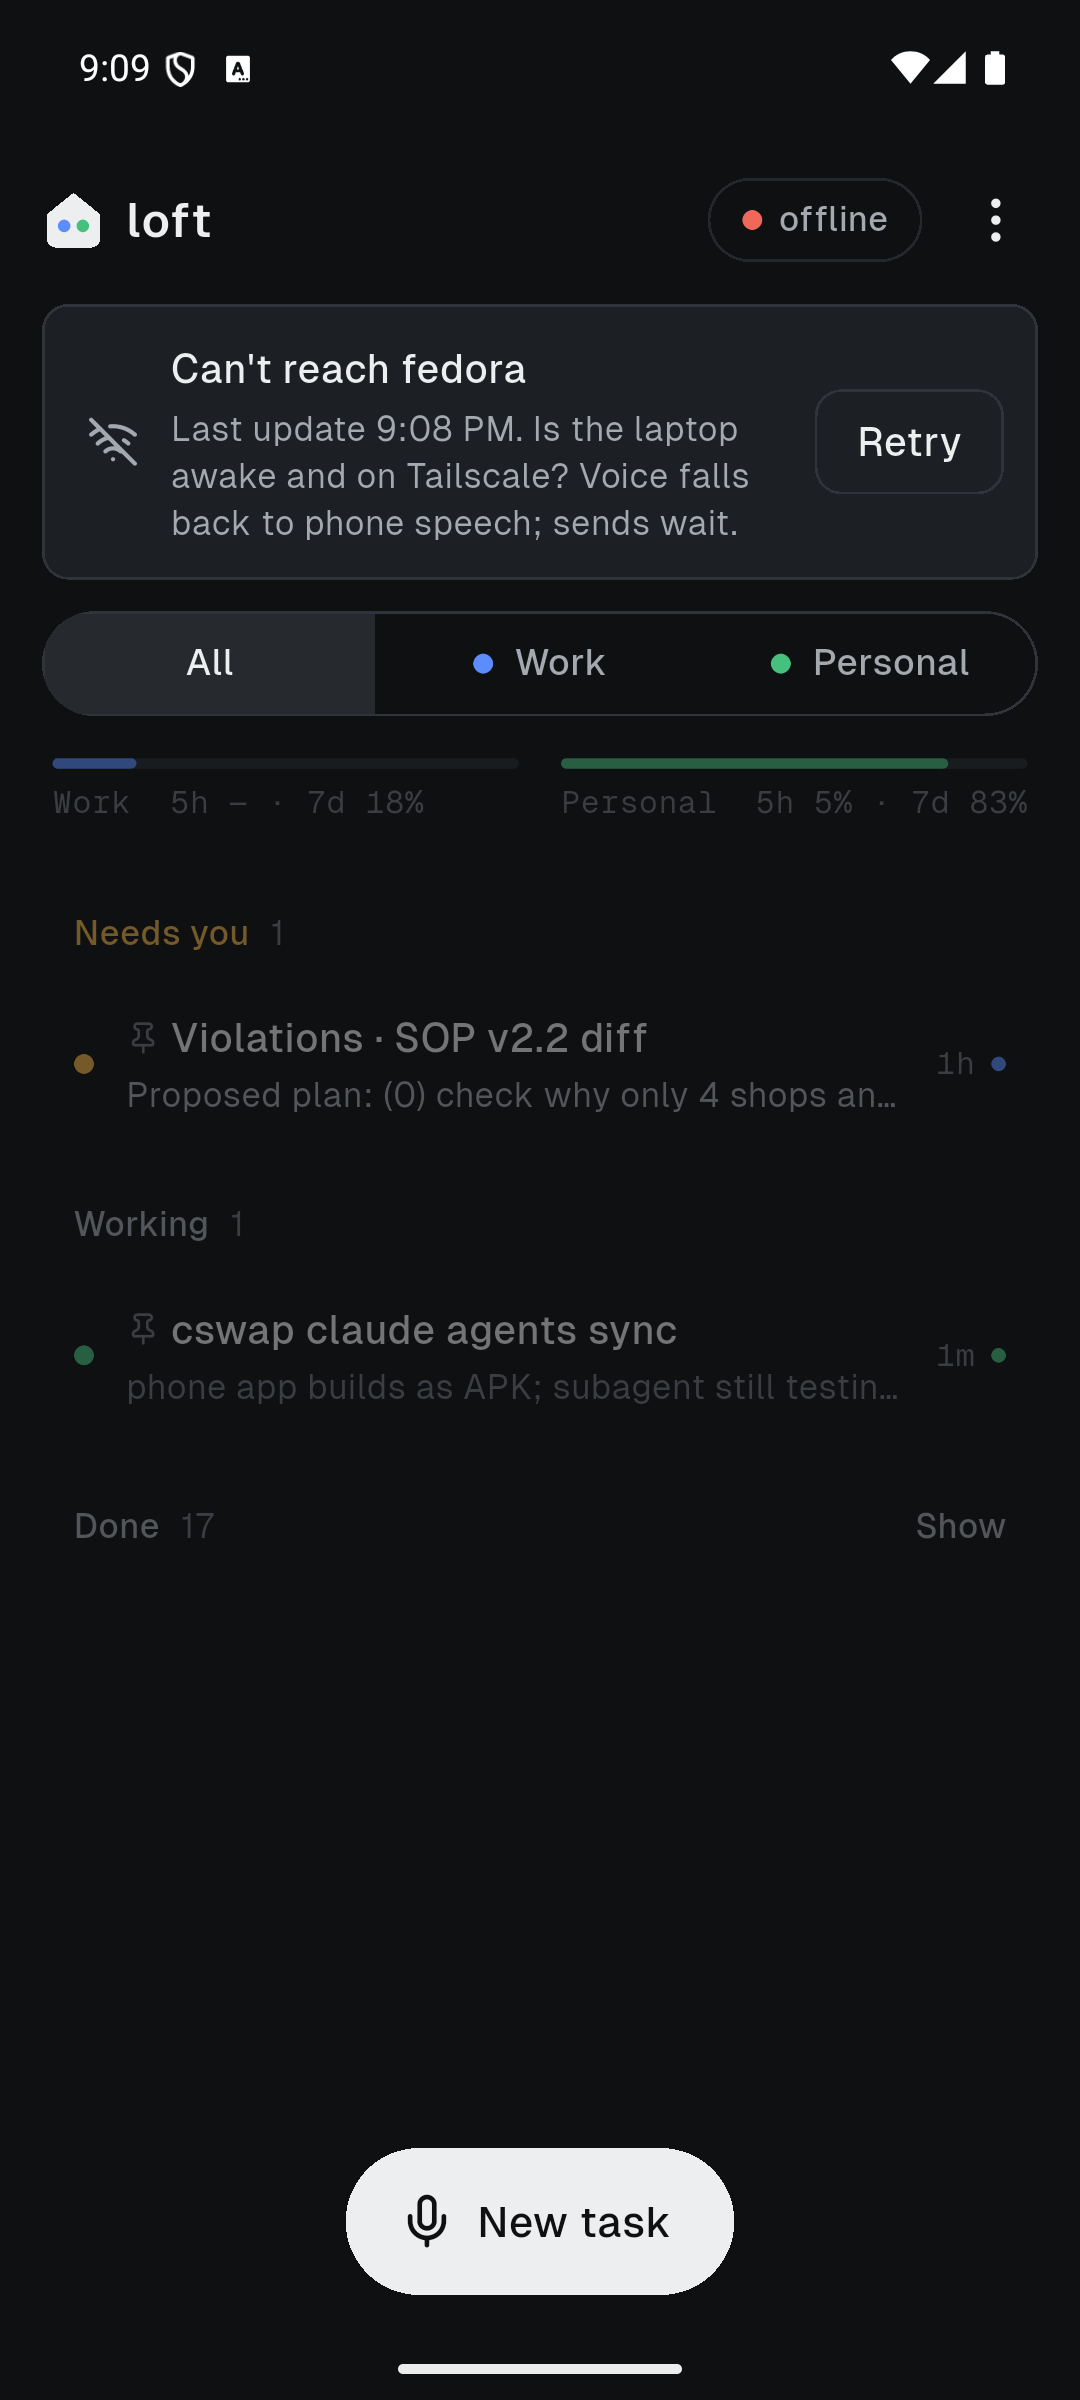 9:09
loft
offline
Can't reach fedora
Last update 9:08 PM. Is the laptop
awake and on Tailscale? Voice falls
back to phone speech; sends wait.
Retry
All
Work
Personal
Work 5h – · 7d 18%
Personal 5h 5% · 7d 83%
Needs you 1
Violations · SOP v2.2 diff
Proposed plan: (0) check why only 4 shops an…
1h
Working 1
cswap claude agents sync
phone app builds as APK; subagent still testin…
1m
Done 17
Show
New task